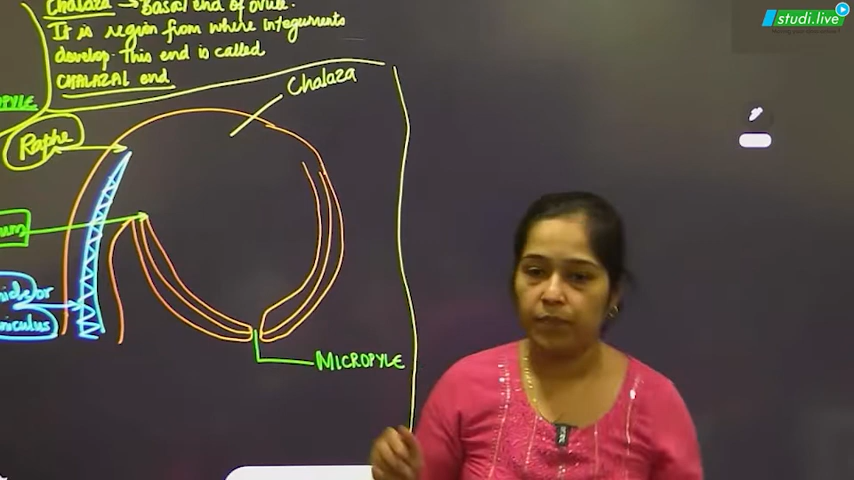 Chalaza → Basal end of ovule.
It is region from where integuments
develop. This end is called
CHALAZAL end
Chalaza
Raphe
MICROPYLE
studi.live